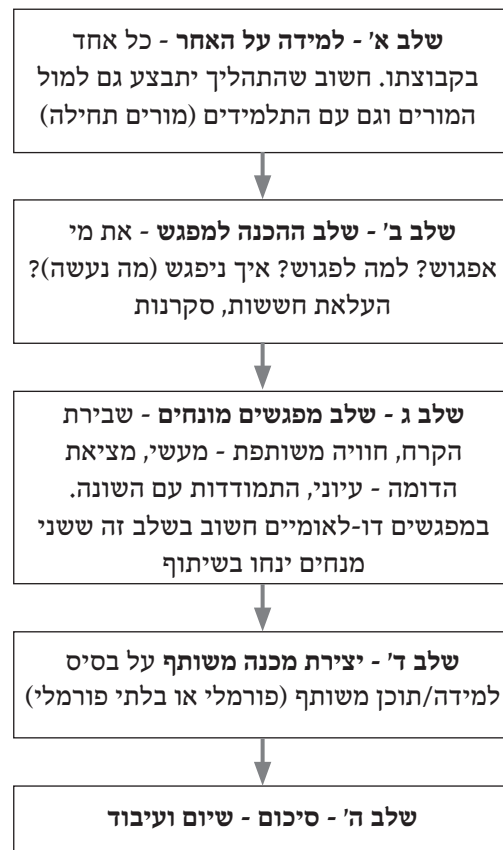 שלב א' - למידה על האחר - כל אחד
בקבוצתו. חשוב שהתהליך יתבצע גם למול
המורים וגם עם התלמידים (מורים תחילה)
שלב ב' - שלב ההכנה למפגש - את מי
אפגוש? למה לפגוש? איך ניפגש (מה נעשה)?
העלאת חששות, סקרנות
שלב ג - שלב מפגשים מונחים - שבירת
הקרח, חוויה משותפת - מעשי, מציאת
הדומה - עיוני, התמודדות עם השונה.
במפגשים דו-לאומיים חשוב בשלב זה ששני
מנחים ינחו בשיתוף
שלב ד' - יצירת מכנה משותף על בסיס
למידה/תוכן משותף (פורמלי או בלתי פורמלי)
שלב ה' - סיכום - שיום ועיבוד